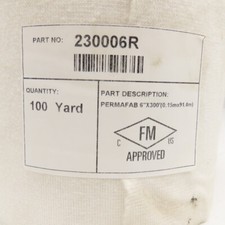 PART NO: 230006R
QUANTITY:
100 Yard
PART DESCRIPTION:
PERMAFAB 6"X300'(0.15mx91.4m)
FM
C US
APPROVED